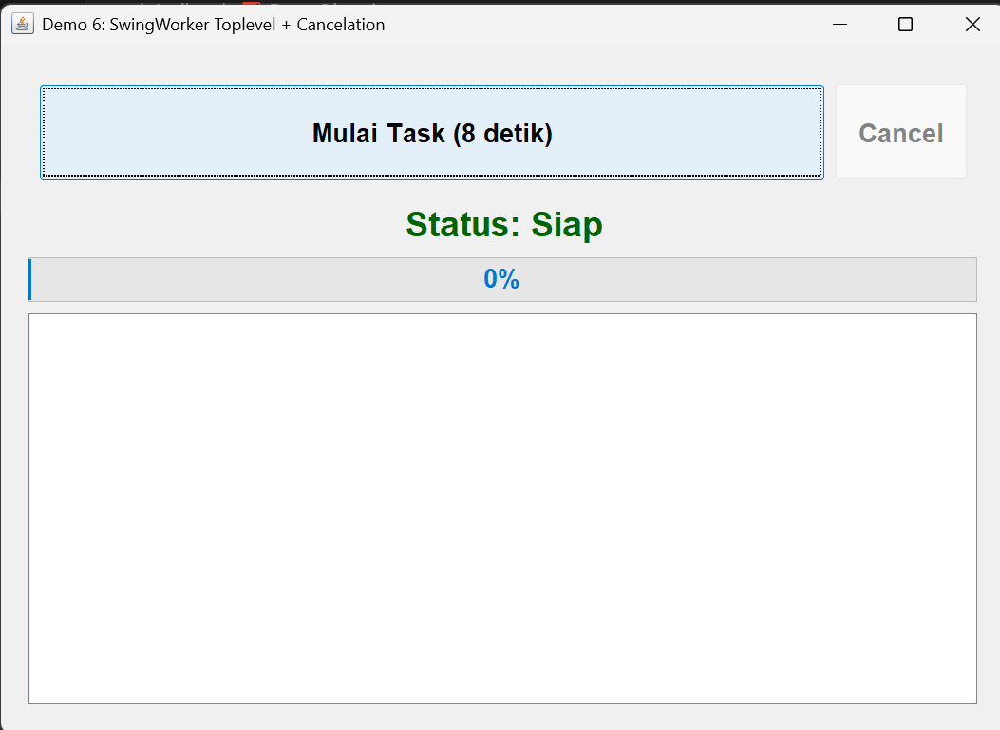 Demo 6: SwingWorker Toplevel + Cancelation
Mulai Task (8 detik)
Cancel
Status: Siap
0%